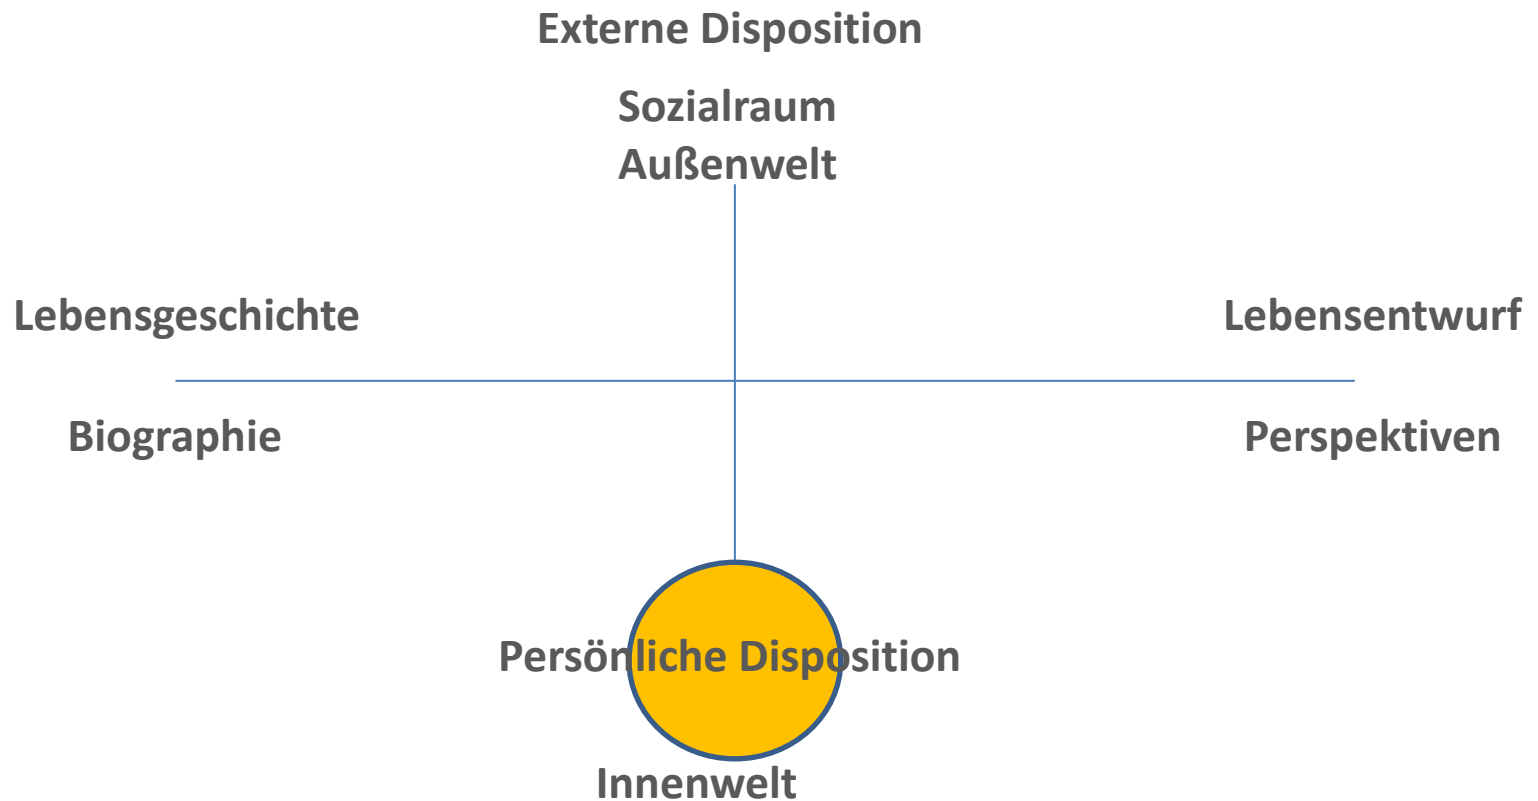 Externe Disposition
Sozialraum
Außenwelt
Lebensgeschichte
Lebensentwurf
Biographie
Perspektiven
Persönliche Disposition
Innenwelt